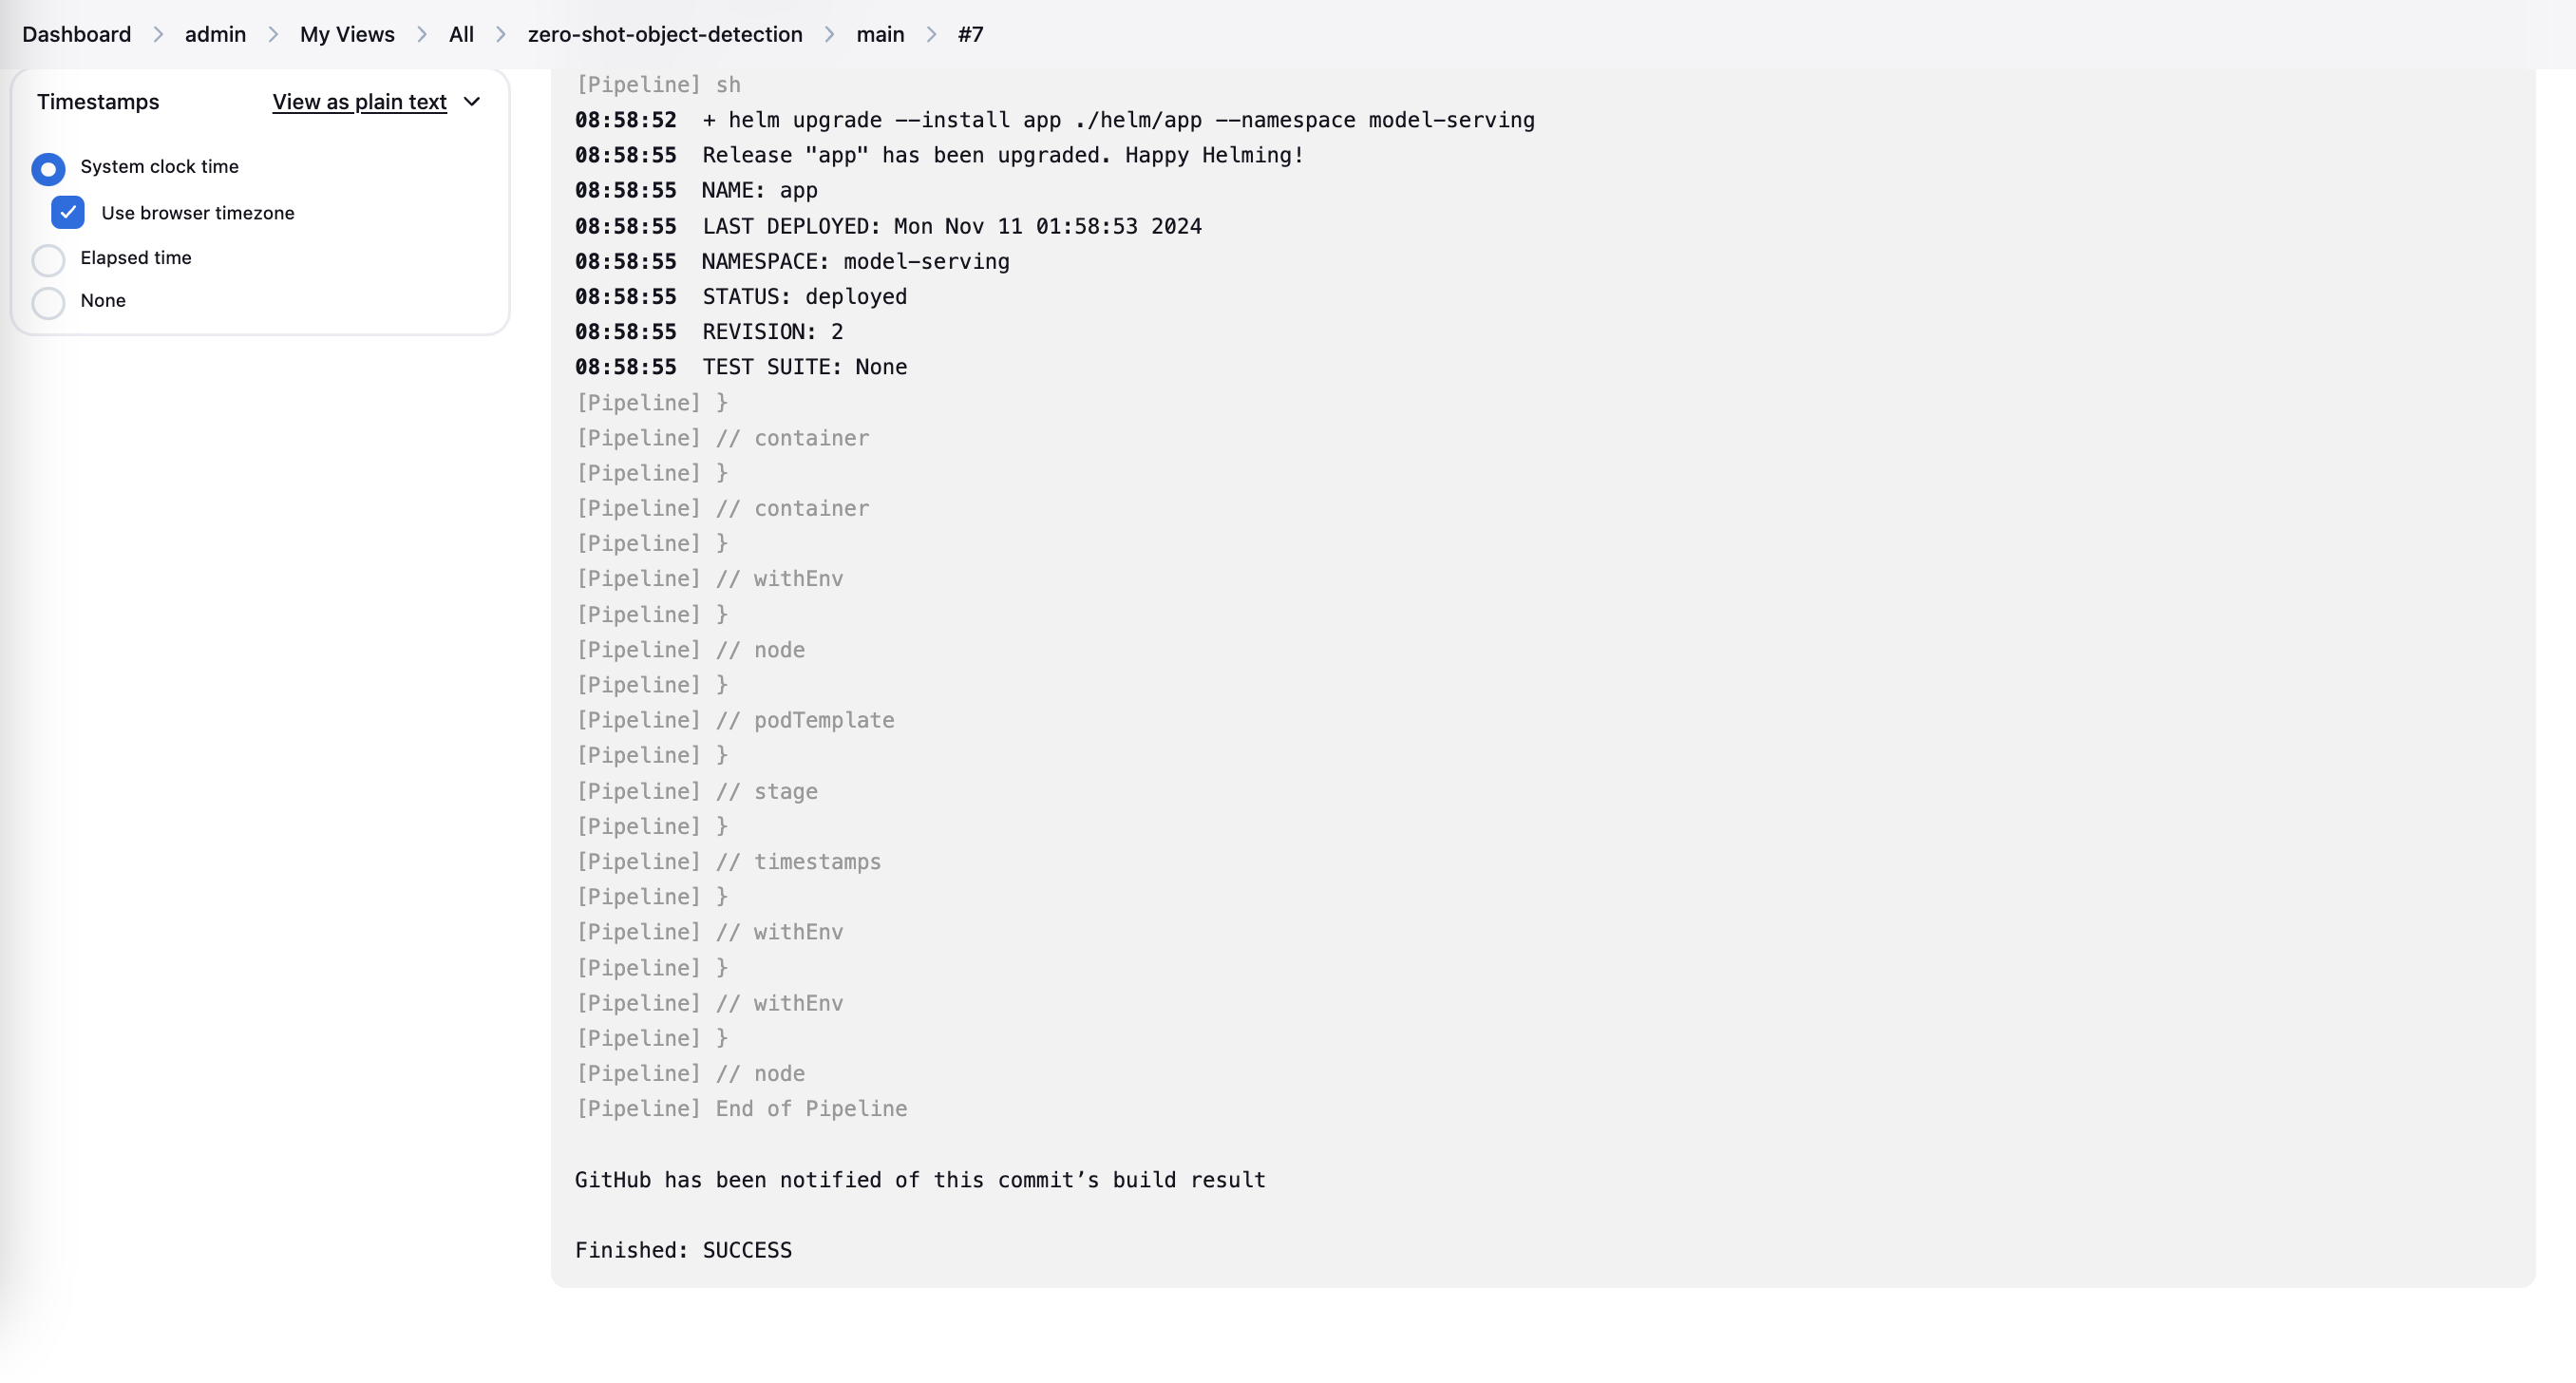 Dashboard > admin > My Views > All > zero-shot-object-detection > main > #7
Timestamps View as plain text
System clock time
Use browser timezone
Elapsed time
None
[Pipeline] sh
08:58:52 + helm upgrade --install app ./helm/app --namespace model-serving
08:58:55 Release "app" has been upgraded. Happy Helming!
08:58:55 NAME: app
08:58:55 LAST DEPLOYED: Mon Nov 11 01:58:53 2024
08:58:55 NAMESPACE: model-serving
08:58:55 STATUS: deployed
08:58:55 REVISION: 2
08:58:55 TEST SUITE: None
[Pipeline] }
[Pipeline] // container
[Pipeline] }
[Pipeline] // container
[Pipeline] }
[Pipeline] // withEnv
[Pipeline] }
[Pipeline] // node
[Pipeline] }
[Pipeline] // podTemplate
[Pipeline] }
[Pipeline] // stage
[Pipeline] }
[Pipeline] // timestamps
[Pipeline] }
[Pipeline] // withEnv
[Pipeline] }
[Pipeline] // withEnv
[Pipeline] }
[Pipeline] // node
[Pipeline] End of Pipeline
GitHub has been notified of this commit’s build result
Finished: SUCCESS